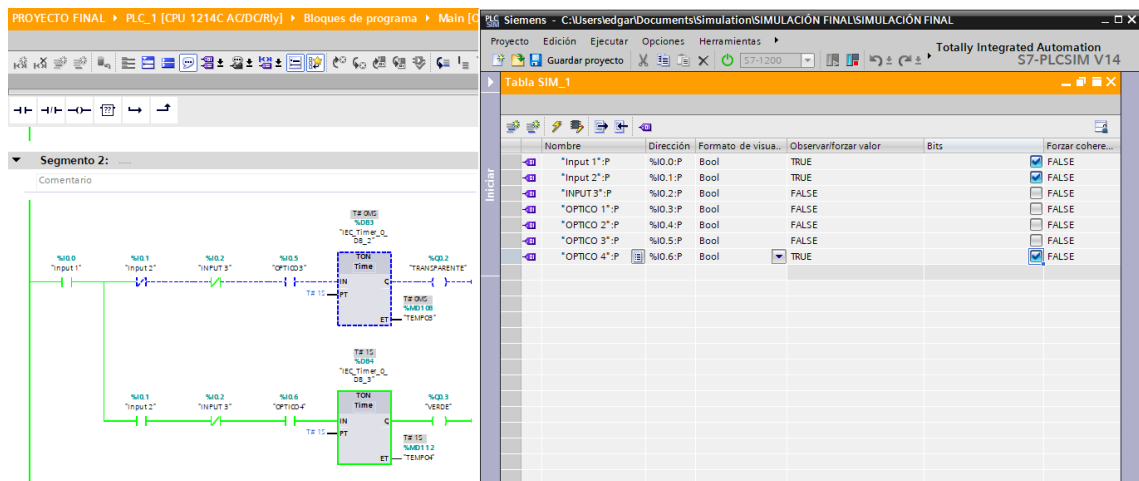 PROYECTO FINAL ▸ PLC_1 [CPU 1214C AC/DC/Rly] ▸ Bloques de programa ▸ Main [O
Segmento 2: .....
Comentario
T# 0MS
%DB3
"IEC_Timer_0_
DB_2"
%I0.0
"Input 1"
%I0.1
"Input 2"
%I0.2
"INPUT 3"
%I0.5
"OPTICO3"
TON
Time
%Q0.2
"TRANSPARENTE"
IN
Q
T# 1S
PT
T# 0MS
%MD108
"TEMPO3"
ET
T# 1S
%DB4
"IEC_Timer_0_
DB_3"
%I0.1
"Input 2"
%I0.2
"INPUT 3"
%I0.6
"OPTICO4"
TON
Time
%Q0.3
"VERDE"
IN
Q
T# 1S
PT
T# 1S
%MD112
"TEMPO4"
ET
PLC SIM Siemens - C:\Users\edgar\Documents\Simulation\SIMULACIÓN FINAL\SIMULACIÓN FINAL
Proyecto Edición Ejecutar Opciones Herramientas
Totally Integrated Automation
S7-PLCSIM V14
Guardar proyecto S7-1200
Iniciar
Tabla SIM_1
Nombre Dirección Formato de visua.. Observar/forzar valor Bits Forzar cohere...
"Input 1":P %I0.0:P Bool TRUE FALSE
"Input 2":P %I0.1:P Bool TRUE FALSE
"INPUT 3":P %I0.2:P Bool FALSE FALSE
"OPTICO 1":P %I0.3:P Bool FALSE FALSE
"OPTICO 2":P %I0.4:P Bool FALSE FALSE
"OPTICO 3":P %I0.5:P Bool FALSE FALSE
"OPTICO 4":P %I0.6:P Bool TRUE FALSE